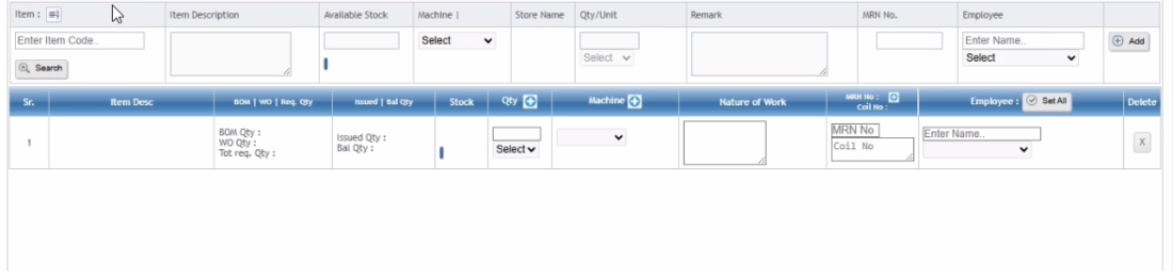 Item : Item Description Available Stock Machine | Store Name Qty/Unit Remark MRN No. Employee
Enter Item Code.. Select Enter Name.. Add
Search Select Select
Sr. Item Desc BOM | WO | Req. Qty Issued | Bal Qty Stock Qty Machine Nature of Work MRN No : Employee : Set All Delete
Coil No :
1 BOM Qty : Issued Qty : MRN No Enter Name.. X
WO Qty : Bal Qty : Select Coil No
Tot req. Qty :